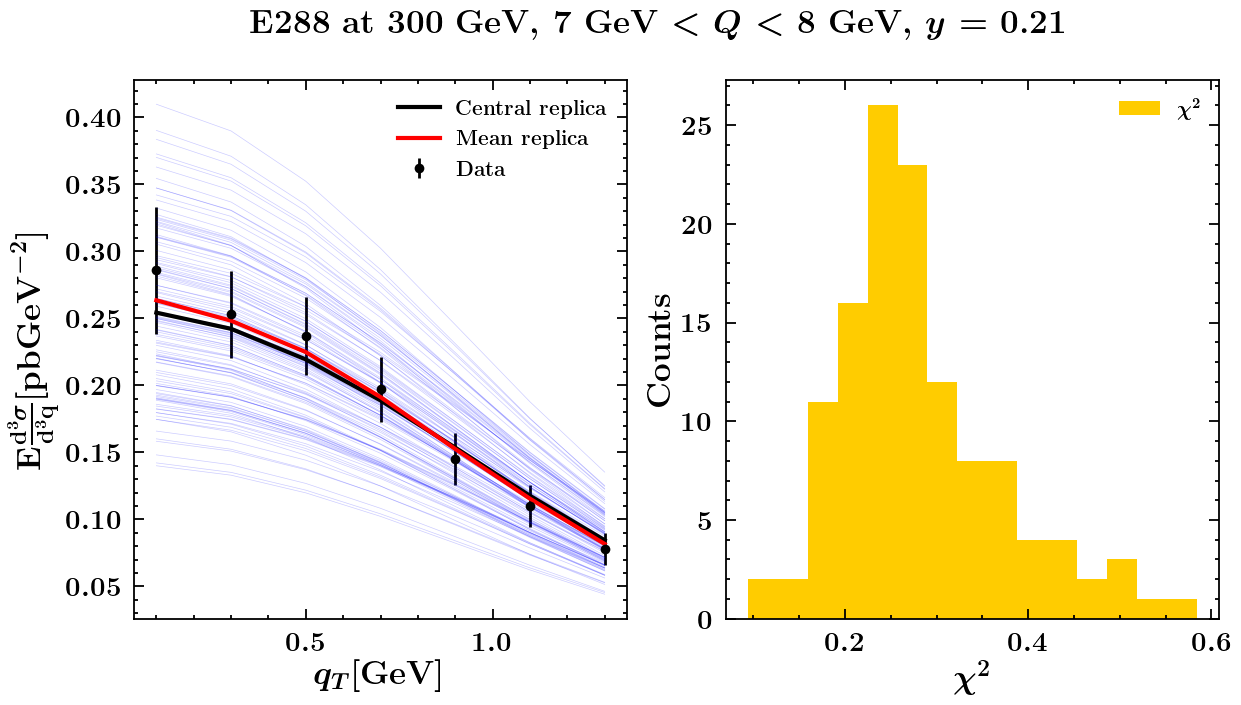 E288 at 300 GeV, 7 GeV < Q < 8 GeV, y = 0.21
Central replica
Mean replica
Data
0.40
0.35
0.30
0.25
0.20
0.15
0.10
0.05
E d³σ/d³q [pbGeV⁻²]
0.5
1.0
q_T[GeV]
χ²
25
20
15
10
5
0
Counts
0.2
0.4
0.6
χ²